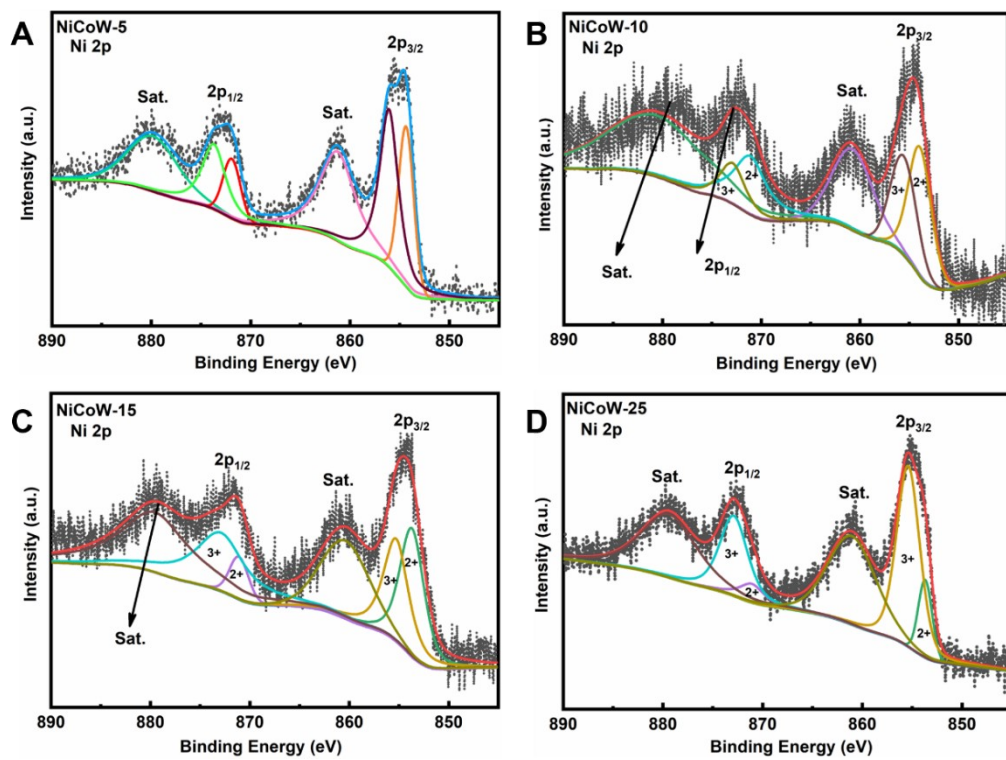 A
NiCoW-5
Ni 2p
Sat.
2p1/2
Sat.
2p3/2
Intensity (a.u.)
890 880 870 860 850
Binding Energy (eV)
B
NiCoW-10
Ni 2p
2p3/2
Sat.
3+
2+
3+
2+
Sat.
2p1/2
Intensity (a.u.)
890 880 870 860 850
Binding Energy (eV)
C
NiCoW-15
Ni 2p
2p3/2
2p1/2
Sat.
3+
2+
3+
2+
Sat.
Intensity (a.u.)
890 880 870 860 850
Binding Energy (eV)
D
NiCoW-25
Ni 2p
2p3/2
Sat.
2p1/2
Sat.
3+
2+
3+
2+
Intensity (a.u.)
890 880 870 860 850
Binding Energy (eV)